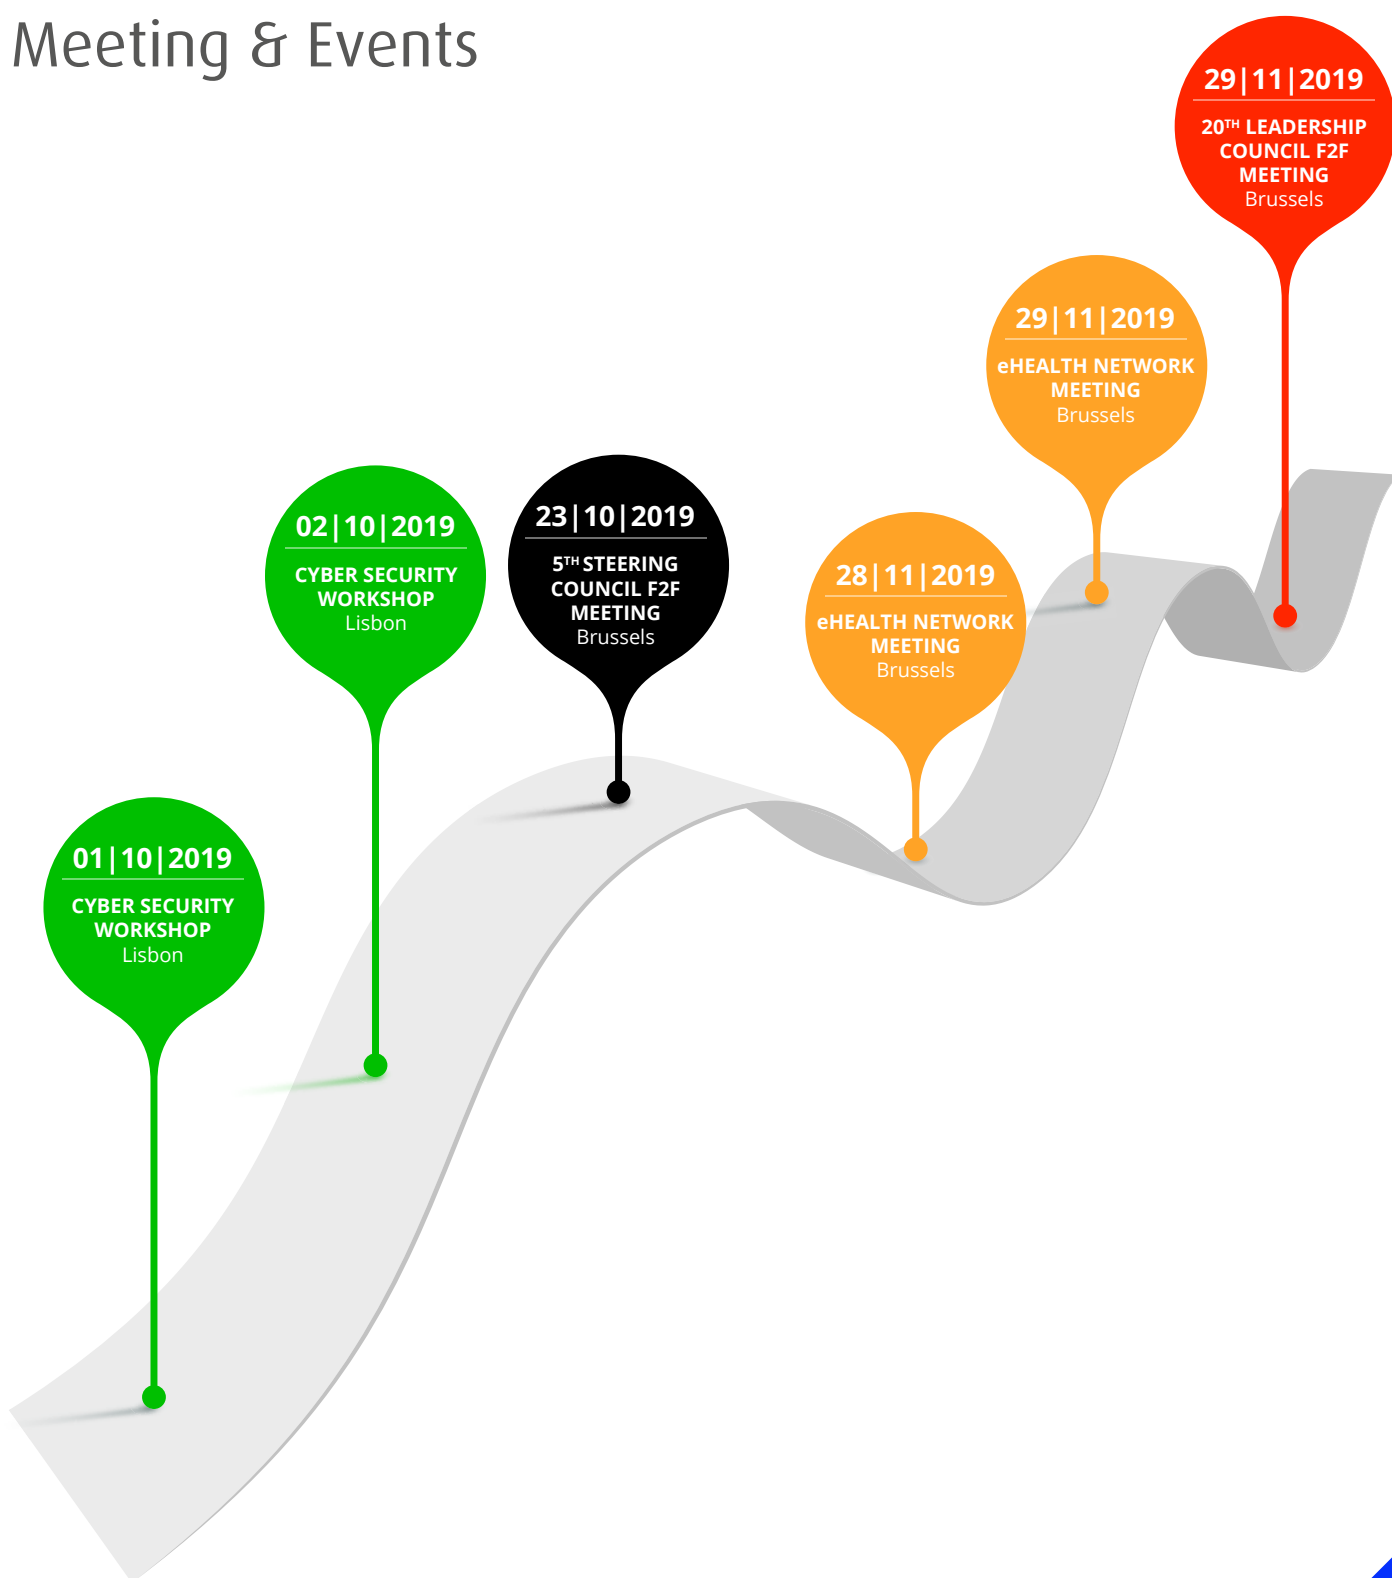 Meeting & Events
01|10|2019
CYBER SECURITY
WORKSHOP
Lisbon
02|10|2019
CYBER SECURITY
WORKSHOP
Lisbon
23|10|2019
5TH STEERING
COUNCIL F2F
MEETING
Brussels
28|11|2019
eHEALTH NETWORK
MEETING
Brussels
29|11|2019
eHEALTH NETWORK
MEETING
Brussels
29|11|2019
20TH LEADERSHIP
COUNCIL F2F
MEETING
Brussels